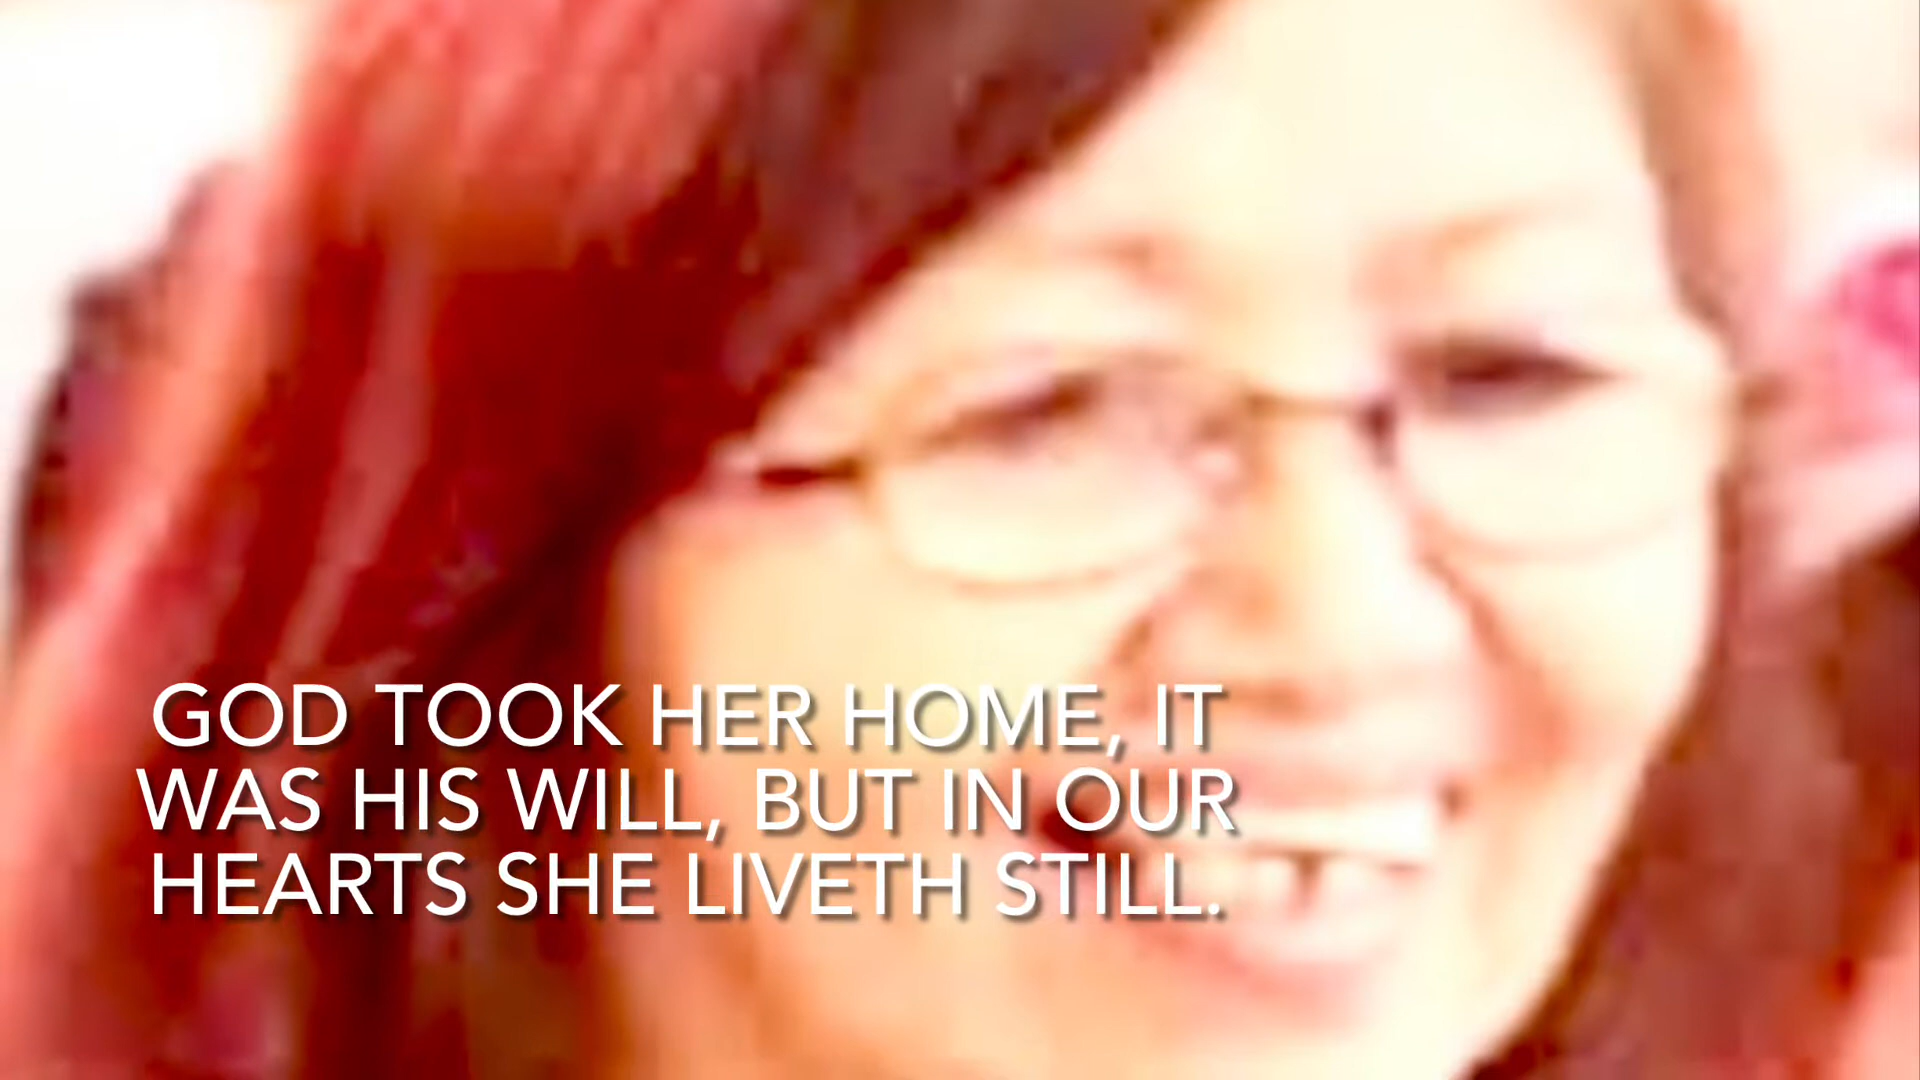 GOD TOOK HER HOME, IT
WAS HIS WILL, BUT IN OUR
HEARTS SHE LIVETH STILL.